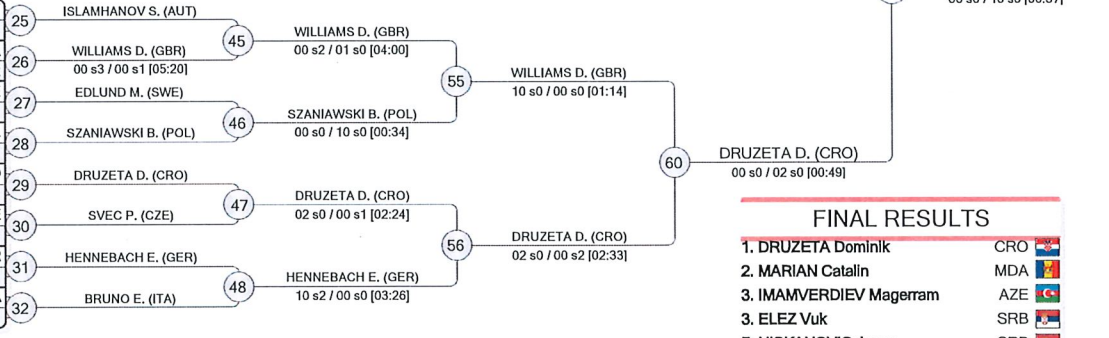 25 ISLAMHANOV S. (AUT)
45
WILLIAMS D. (GBR)
00 s2 / 01 s0 [04:00]
26 WILLIAMS D. (GBR)
00 s3 / 00 s1 [05:20]
55
WILLIAMS D. (GBR)
10 s0 / 00 s0 [01:14]
27 EDLUND M. (SWE)
46
SZANIAWSKI B. (POL)
00 s0 / 10 s0 [00:34]
28 SZANIAWSKI B. (POL)
60
DRUZETA D. (CRO)
00 s0 / 02 s0 [00:49]
29 DRUZETA D. (CRO)
47
DRUZETA D. (CRO)
02 s0 / 00 s1 [02:24]
30 SVEC P. (CZE)
56
DRUZETA D. (CRO)
02 s0 / 00 s2 [02:33]
31 HENNEBACH E. (GER)
48
HENNEBACH E. (GER)
10 s2 / 00 s0 [03:26]
32 BRUNO E. (ITA)
FINAL RESULTS
1. DRUZETA Dominik CRO
2. MARIAN Catalin MDA
3. IMAMVERDIEV Magerram AZE
3. ELEZ Vuk SRB